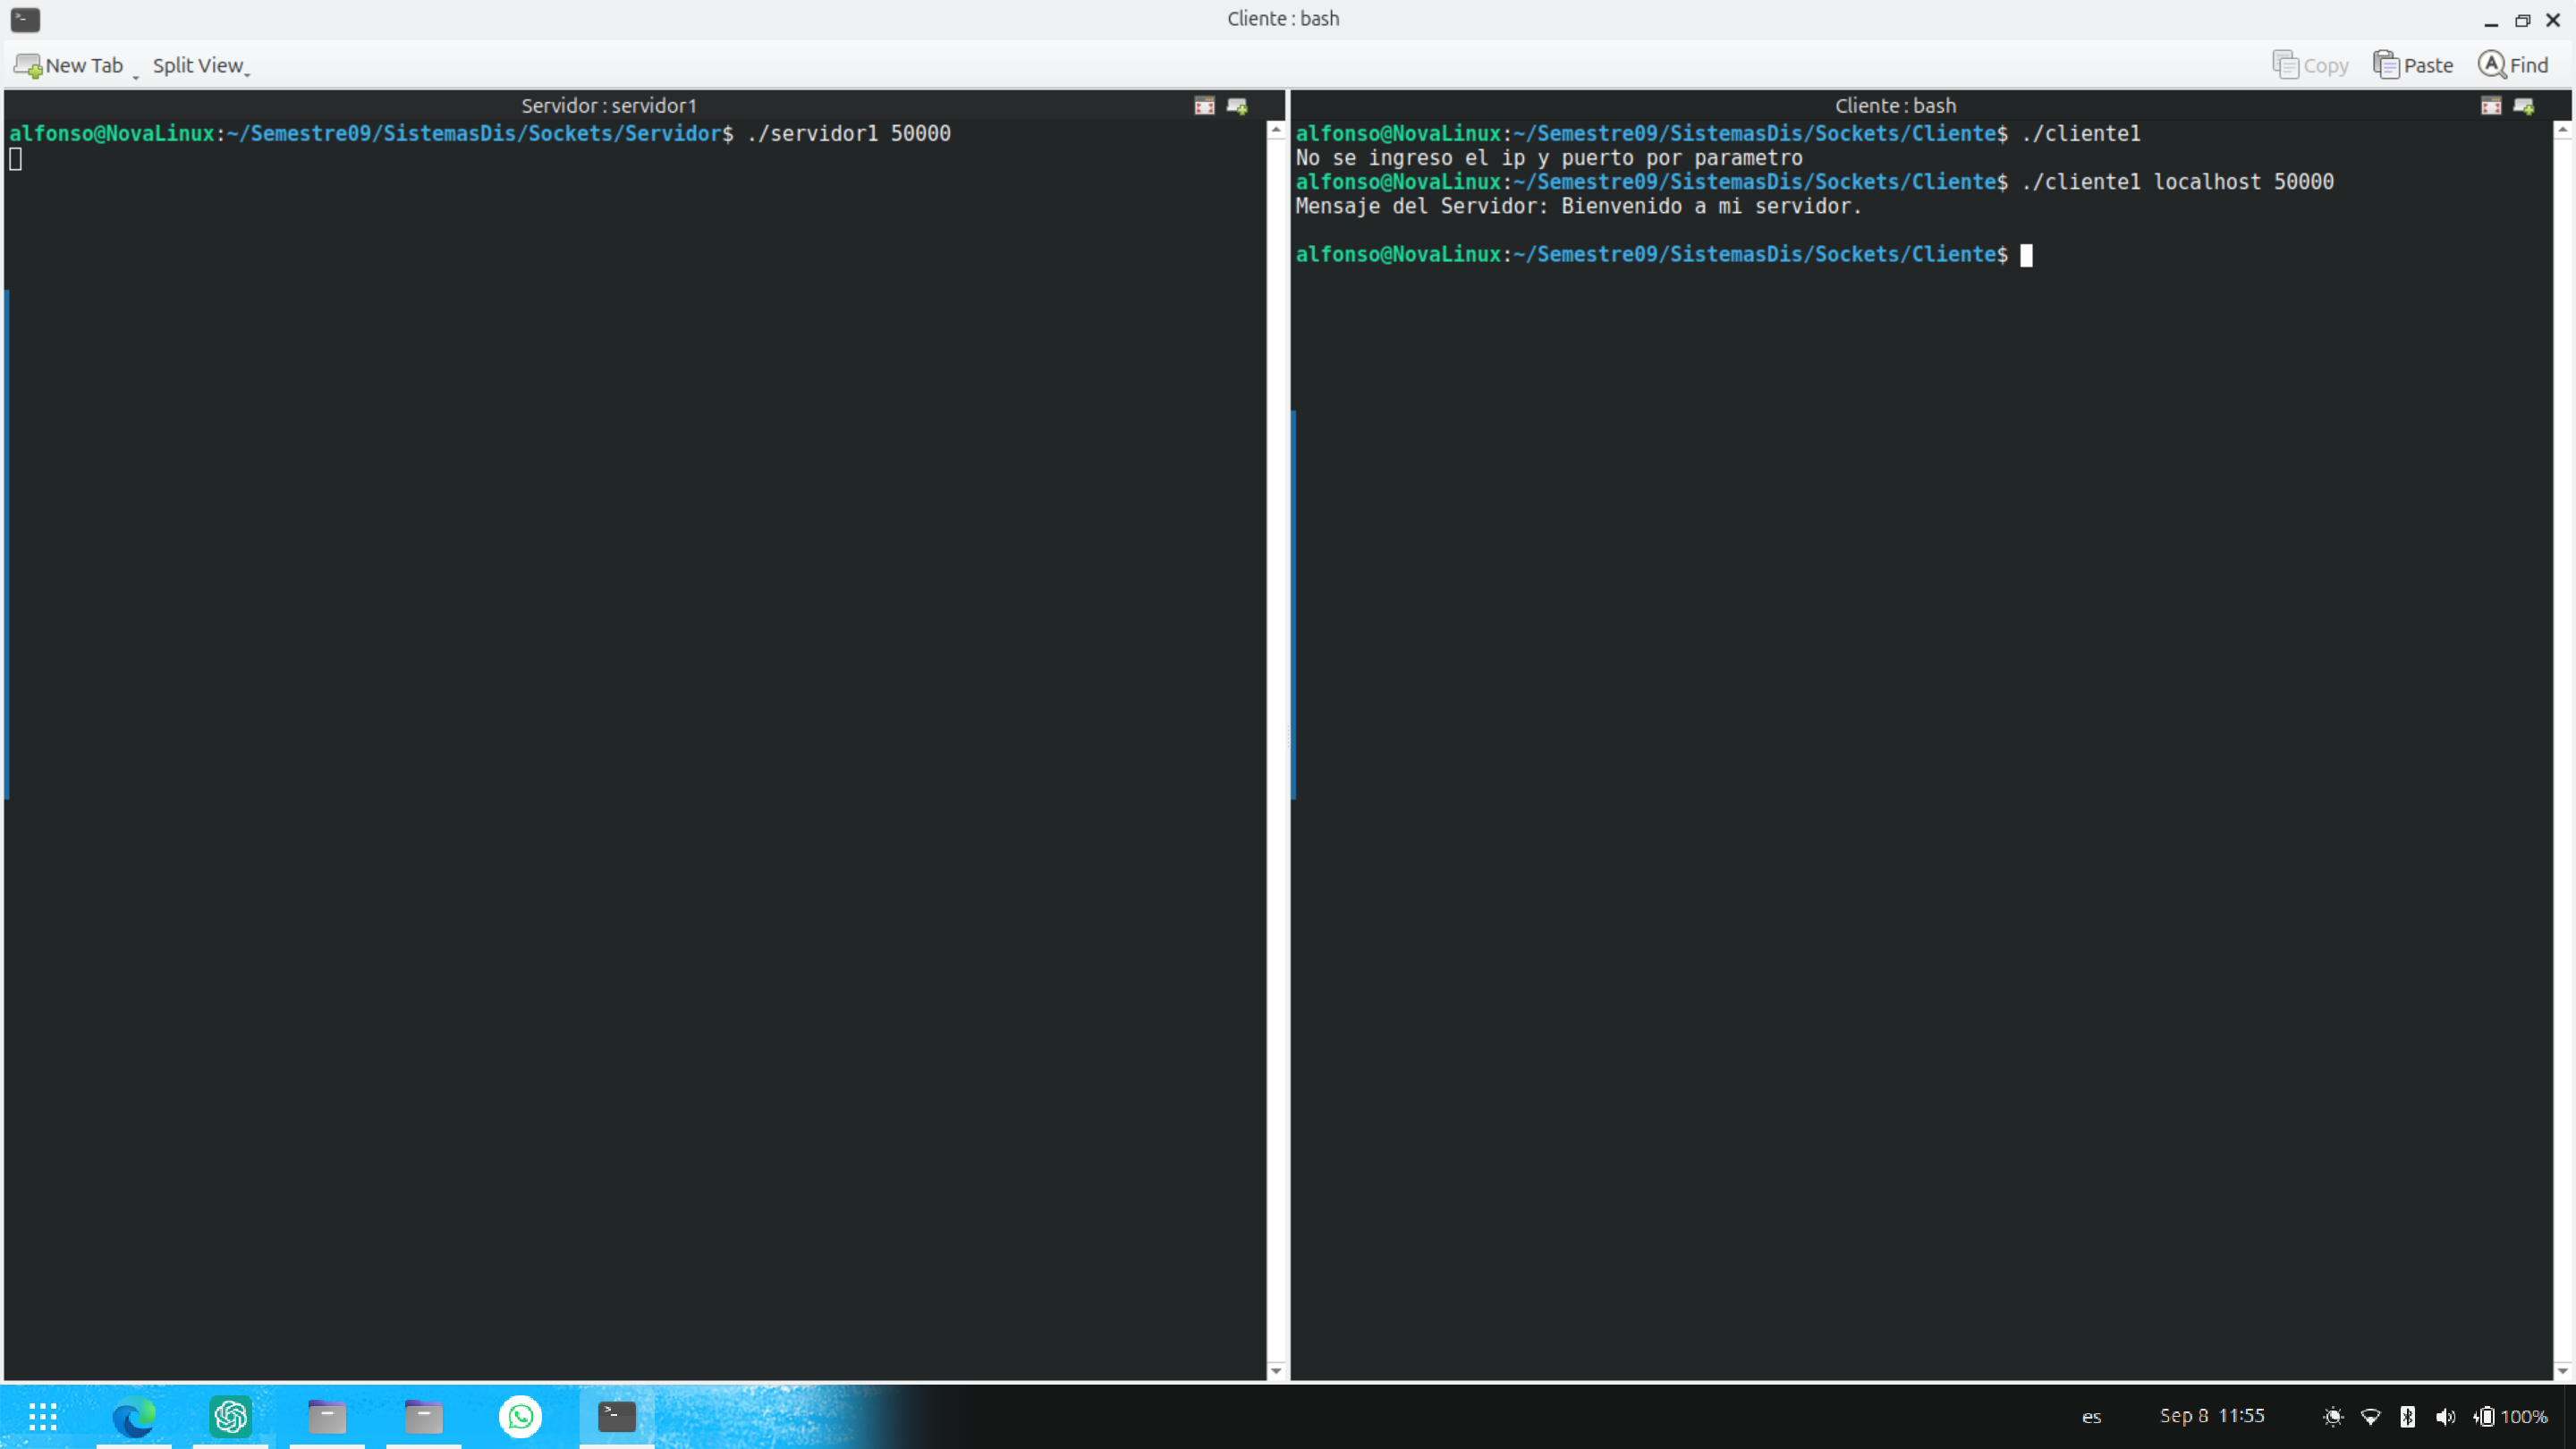 Cliente : bash
New Tab Split View Copy Paste Find
Servidor : servidor1
alfonso@NovaLinux:~/Semestre09/SistemasDis/Sockets/Servidor$ ./servidor1 50000
Cliente : bash
alfonso@NovaLinux:~/Semestre09/SistemasDis/Sockets/Cliente$ ./cliente1
No se ingreso el ip y puerto por parametro
alfonso@NovaLinux:~/Semestre09/SistemasDis/Sockets/Cliente$ ./cliente1 localhost 50000
Mensaje del Servidor: Bienvenido a mi servidor.
alfonso@NovaLinux:~/Semestre09/SistemasDis/Sockets/Cliente$
es Sep 8 11:55 100%